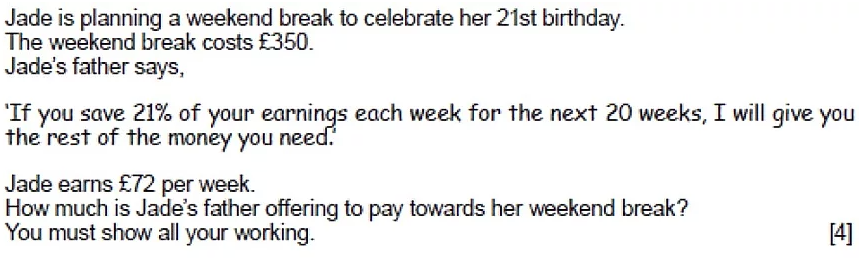 Jade is planning a weekend break to celebrate her 21st birthday.
The weekend break costs £350.
Jade's father says,
'If you save 21% of your earnings each week for the next 20 weeks, I will give you
the rest of the money you need.'
Jade earns £72 per week.
How much is Jade's father offering to pay towards her weekend break?
You must show all your working. [4]